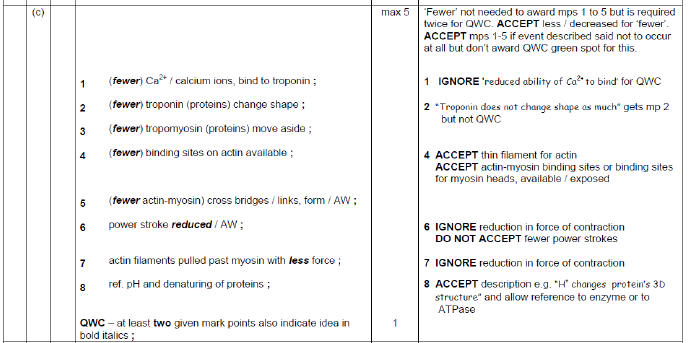 (c)
max 5
'Fewer' not needed to award mps 1 to 5 but is required
twice for QWC. ACCEPT less / decreased for 'fewer'.
ACCEPT mps 1-5 if event described said not to occur
at all but don't award QWC green spot for this.
1 (fewer) Ca²⁺ / calcium ions, bind to troponin ;
1 IGNORE 'reduced ability of Ca²⁺ to bind' for QWC
2 (fewer) troponin (proteins) change shape ;
2 "Troponin does not change shape as much" gets mp 2
but not QWC
3 (fewer) tropomyosin (proteins) move aside ;
4 (fewer) binding sites on actin available ;
4 ACCEPT thin filament for actin
ACCEPT actin-myosin binding sites or binding sites
for myosin heads, available / exposed
5 (fewer actin-myosin) cross bridges / links, form / AW ;
6 power stroke reduced / AW ;
6 IGNORE reduction in force of contraction
DO NOT ACCEPT fewer power strokes
7 actin filaments pulled past myosin with less force ;
7 IGNORE reduction in force of contraction
8 ref. pH and denaturing of proteins ;
8 ACCEPT description e.g. "H⁺ changes protein's 3D
structure" and allow reference to enzyme or to
ATPase
QWC – at least two given mark points also indicate idea in
bold italics ;
1